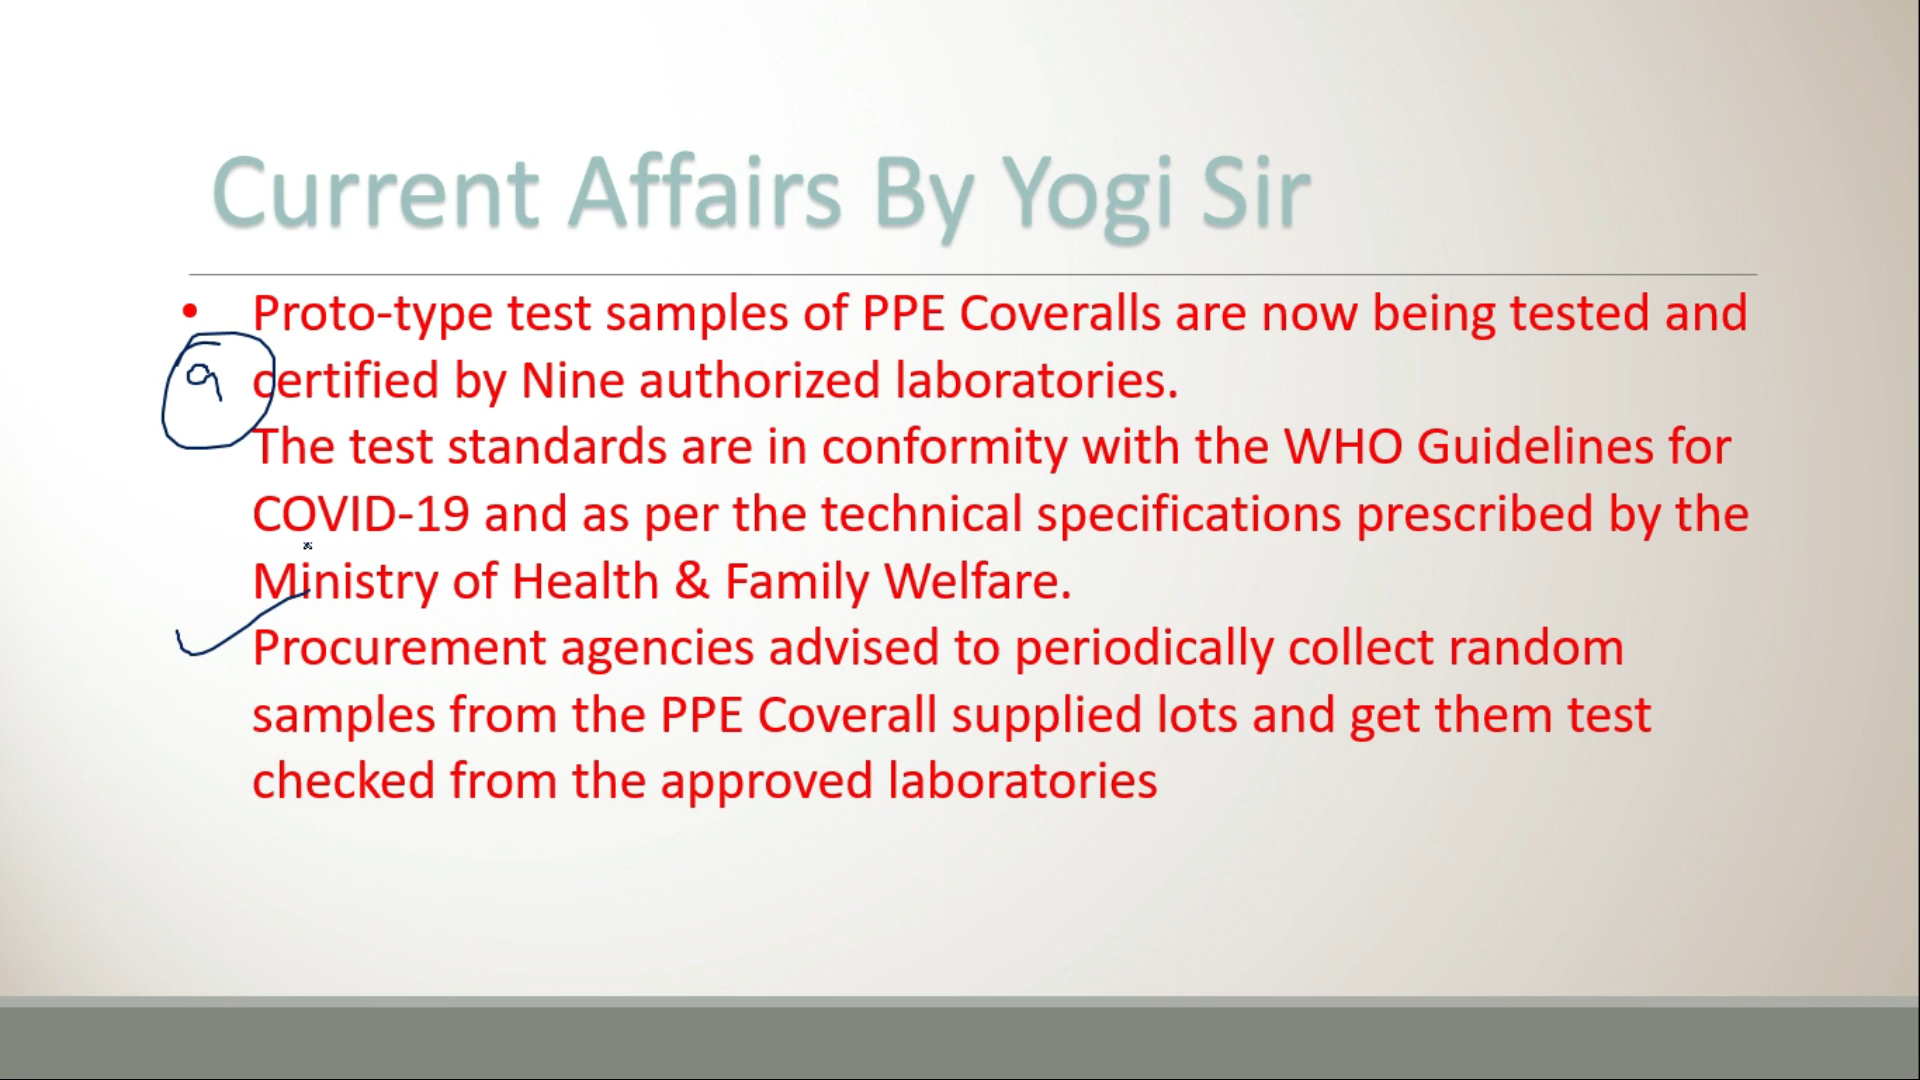 Current Affairs By Yogi Sir
• Proto-type test samples of PPE Coveralls are now being tested and
9 certified by Nine authorized laboratories.
The test standards are in conformity with the WHO Guidelines for
COVID-19 and as per the technical specifications prescribed by the
Ministry of Health & Family Welfare.
Procurement agencies advised to periodically collect random
samples from the PPE Coverall supplied lots and get them test
checked from the approved laboratories